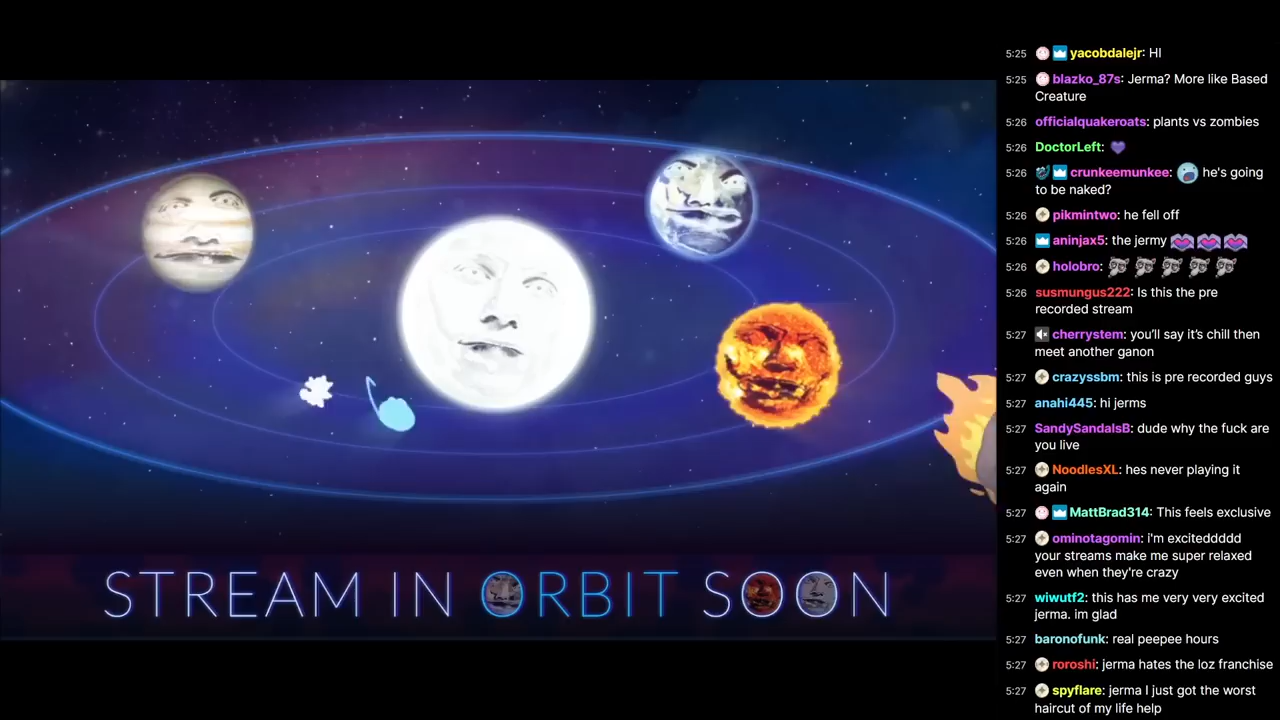 STREAM IN ORBIT SOON
5:25 yacobdalejr: HI
5:25 blazko_87s: Jerma? More like Based
Creature
5:26 officialquakeroats: plants vs zombies
5:26 DoctorLeft:
5:26 crunkeemunkee: he's going
to be naked?
5:26 pikmintwo: he fell off
5:26 aninjax5: the jermy
5:26 holobro:
5:26 susmungus222: Is this the pre
recorded stream
5:27 cherrystem: you’ll say it’s chill then
meet another ganon
5:27 crazyssbm: this is pre recorded guys
5:27 anahi445: hi jerms
5:27 SandySandalsB: dude why the fuck are
you live
5:27 NoodlesXL: hes never playing it
again
5:27 MattBrad314: This feels exclusive
5:27 ominotagomin: i'm exciteddddd
your streams make me super relaxed
even when they're crazy
5:27 wiwutf2: this has me very very excited
jerma. im glad
5:27 baronofunk: real peepee hours
5:27 roroshi: jerma hates the loz franchise
5:27 spyflare: jerma I just got the worst
haircut of my life help